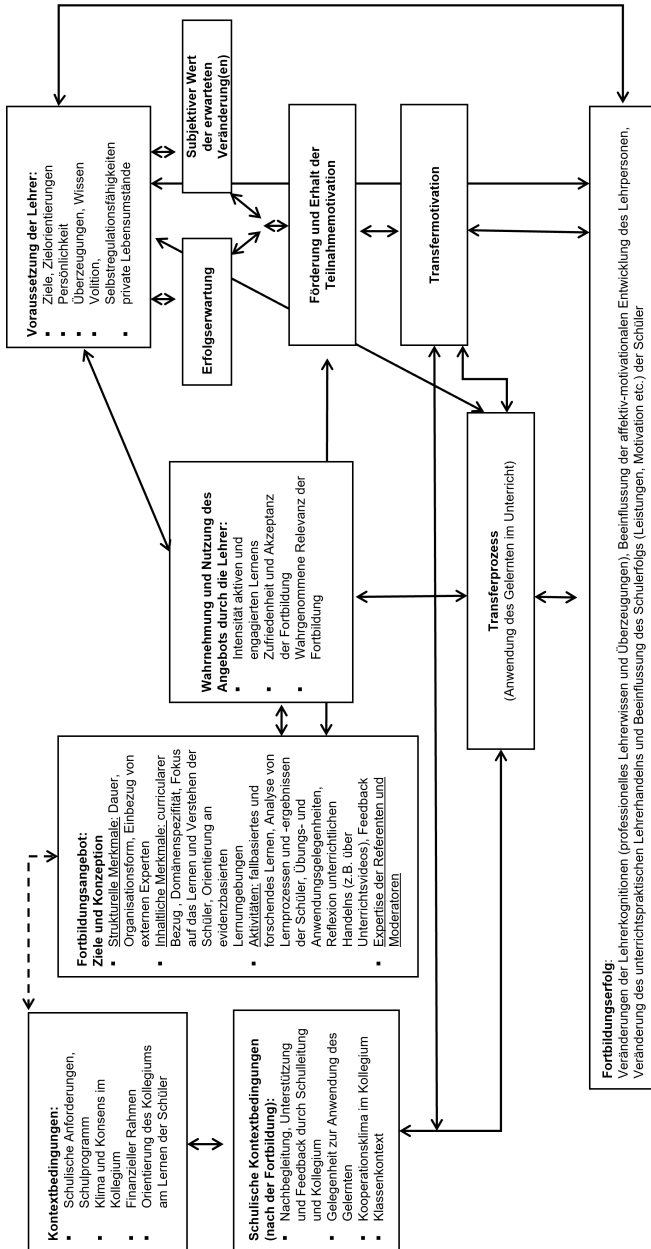 Kontextbedingungen:
▪ Schulische Anforderungen,
Schulprogramm
▪ Klima und Konsens im
Kollegium
▪ Finanzieller Rahmen
▪ Orientierung des Kollegiums
am Lernen der Schüler
Schulische Kontextbedingungen
(nach der Fortbildung):
▪ Nachbegleitung, Unterstützung
und Feedback durch Schulleitung
und Kollegium
▪ Gelegenheit zur Anwendung des
Gelernten
▪ Kooperationsklima im Kollegium
▪ Klassenkontext
Fortbildungsangebot:
Ziele und Konzeption
▪ Strukturelle Merkmale: Dauer,
Organisationsform, Einbezug von
externen Experten
▪ Inhaltliche Merkmale: curricularer
Bezug , Domänenspezifität, Fokus
auf das Lernen und Verstehen der
Schüler, Orientierung an
evidenzbasierten
Lernumgebungen
▪ Aktivitäten: fallbasiertes und
forschendes Lernen, Analyse von
Lernprozessen und -ergebnissen
der Schüler, Übungs- und
Anwendungsgelegenheiten,
Reflexion unterrichtlichen
Handelns (z.B. über
Unterrichtsvideos), Feedback
▪ Expertise der Referenten und
Moderatoren
Wahrnehmung und Nutzung des
Angebots durch die Lehrer:
▪ Intensität aktiven und
engagierten Lernens
▪ Zufriedenheit und Akzeptanz
der Fortbildung
▪ Wahrgenommene Relevanz der
Fortbildung
Voraussetzung der Lehrer:
▪ Ziele, Zielorientierungen
▪ Persönlichkeit
▪ Überzeugungen, Wissen
▪ Volition,
Selbstregulationsfähigkeiten
▪ private Lebensumstände
Erfolgserwartung
Subjektiver Wert
der erwarteten
Veränderung(en)
Förderung und Erhalt der
Teilnahmemotivation
Transfermotivation
Transferprozess
(Anwendung des Gelernten im Unterricht)
Fortbildungserfolg:
Veränderungen der Lehrerkognitionen (professionelles Lehrerwissen und Überzeugungen), Beeinflussung der affektiv-motivationalen Entwicklung des Lehrpersonen,
Veränderung des unterrichtspraktischen Lehrerhandelns und Beeinflussung des Schulerfolgs (Leistungen, Motivation etc.) der Schüler